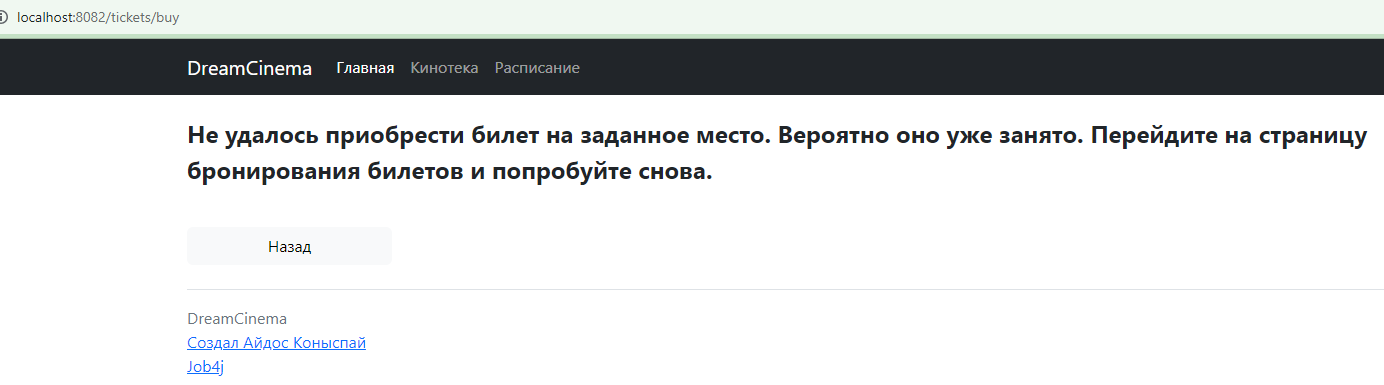 localhost:8082/tickets/buy
DreamCinema Главная Кинотека Расписание
Не удалось приобрести билет на заданное место. Вероятно оно уже занято. Перейдите на страницу
бронирования билетов и попробуйте снова.
Назад
DreamCinema
Создал Айдос Коныспай
Job4j